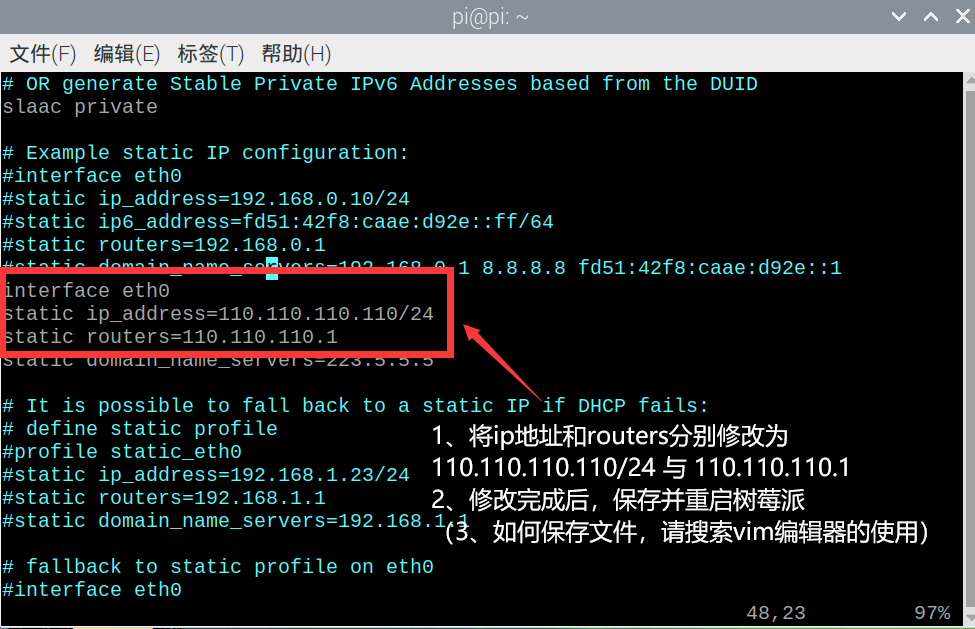 pi@pi: ~
文件(F) 编辑(E) 标签(T) 帮助(H)
# OR generate Stable Private IPv6 Addresses based from the DUID
slaac private
# Example static IP configuration:
#interface eth0
#static ip_address=192.168.0.10/24
#static ip6_address=fd51:42f8:caae:d92e::ff/64
#static routers=192.168.0.1
#static domain_name_servers=192.168.0.1 8.8.8.8 fd51:42f8:caae:d92e::1
interface eth0
static ip_address=110.110.110.110/24
static routers=110.110.110.1
static domain_name_servers=223.5.5.5
# It is possible to fall back to a static IP if DHCP fails:
# define static profile
#profile static_eth0
#static ip_address=192.168.1.23/24
#static routers=192.168.1.1
#static domain_name_servers=192.168.1.1
1、将ip地址和routers分别修改为
110.110.110.110/24 与 110.110.110.1
2、修改完成后，保存并重启树莓派
（3、如何保存文件，请搜索vim编辑器的使用）
# fallback to static profile on eth0
#interface eth0
48,23 97%